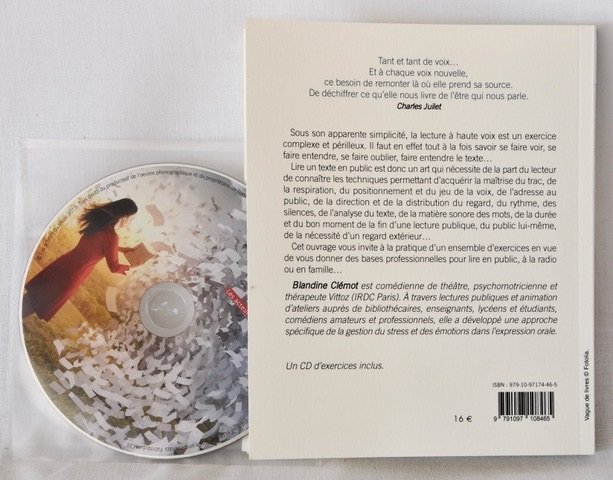 Tant et tant de voix…
Et à chaque voix nouvelle,
ce besoin de remonter là où elle prend sa source.
De déchiffrer ce qu'elle nous livre de l'être qui nous parle.
Charles Juliet
Sous son apparente simplicité, la lecture à haute voix est un exercice
complexe et périlleux. Il faut en effet tout à la fois savoir se faire voir, se
faire entendre, se faire oublier, faire entendre le texte…
Lire un texte en public est donc un art qui nécessite de la part du lecteur
de connaître les techniques permettant d'acquérir la maîtrise du trac, de
la respiration, du positionnement et du jeu de la voix, de l'adresse au
public, de la direction et de la distribution du regard, du rythme, des
silences, de l'analyse du texte, de la matière sonore des mots, de la durée
et du bon moment de la fin d'une lecture publique, du public lui-même,
de la nécessité d'un regard extérieur…
Cet ouvrage vous invite à la pratique d'un ensemble d'exercices en vue
de vous donner des bases professionnelles pour lire en public, à la radio
ou en famille…
Blandine Clémot est comédienne de théâtre, psychomotricienne et
thérapeute Vittoz (IRDC Paris). À travers lectures publiques et animation
d'ateliers auprès de bibliothécaires, enseignants, lycéens et étudiants,
comédiens amateurs et professionnels, elle a développé une approche
spécifique de la gestion du stress et des émotions dans l'expression orale.
Un CD d'exercices inclus.
ISBN : 979-10-97174-46-5
16 €
9 791097 108465
Vague de livres © Fotolia.
du producteur de l'oeuvre phonographique et du propriétaire de